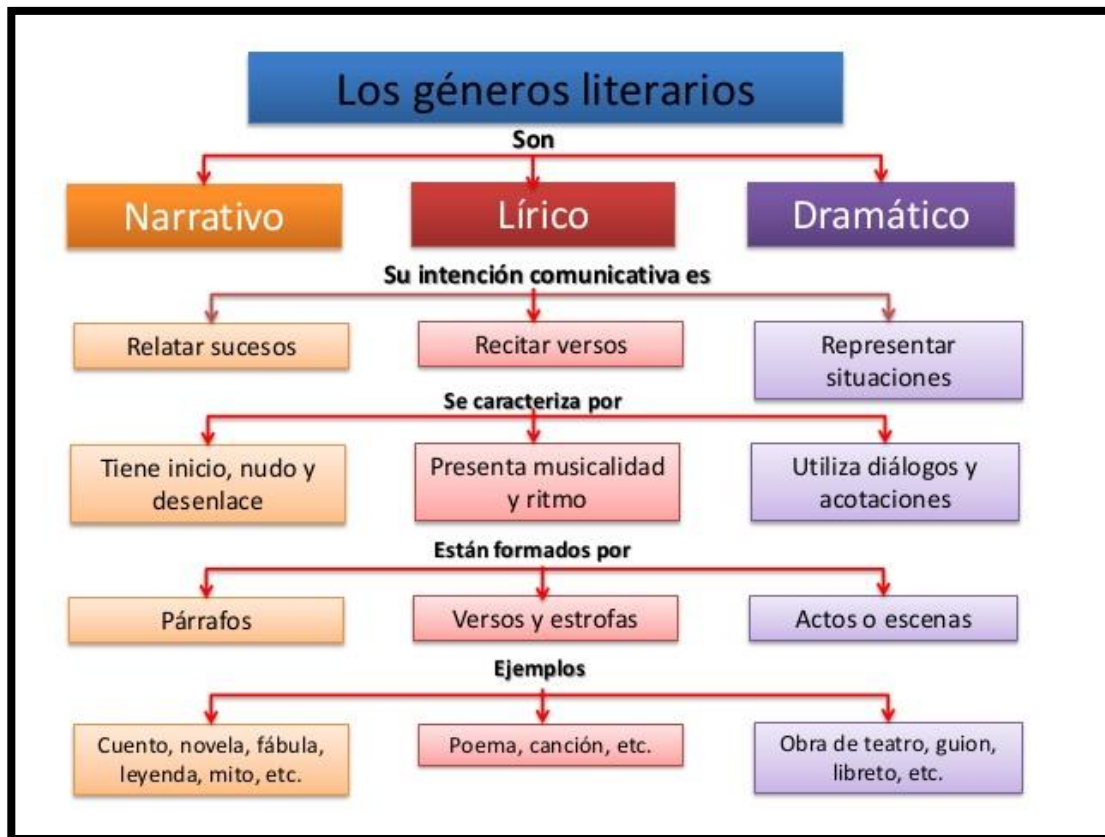 Los géneros literarios
Son
Narrativo
Lírico
Dramático
Su intención comunicativa es
Relatar sucesos
Recitar versos
Representar
situaciones
Se caracteriza por
Tiene inicio, nudo y
desenlace
Presenta musicalidad
y ritmo
Utiliza diálogos y
acotaciones
Están formados por
Párrafos
Versos y estrofas
Actos o escenas
Ejemplos
Cuento, novela, fábula,
leyenda, mito, etc.
Poema, canción, etc.
Obra de teatro, guion,
libreto, etc.